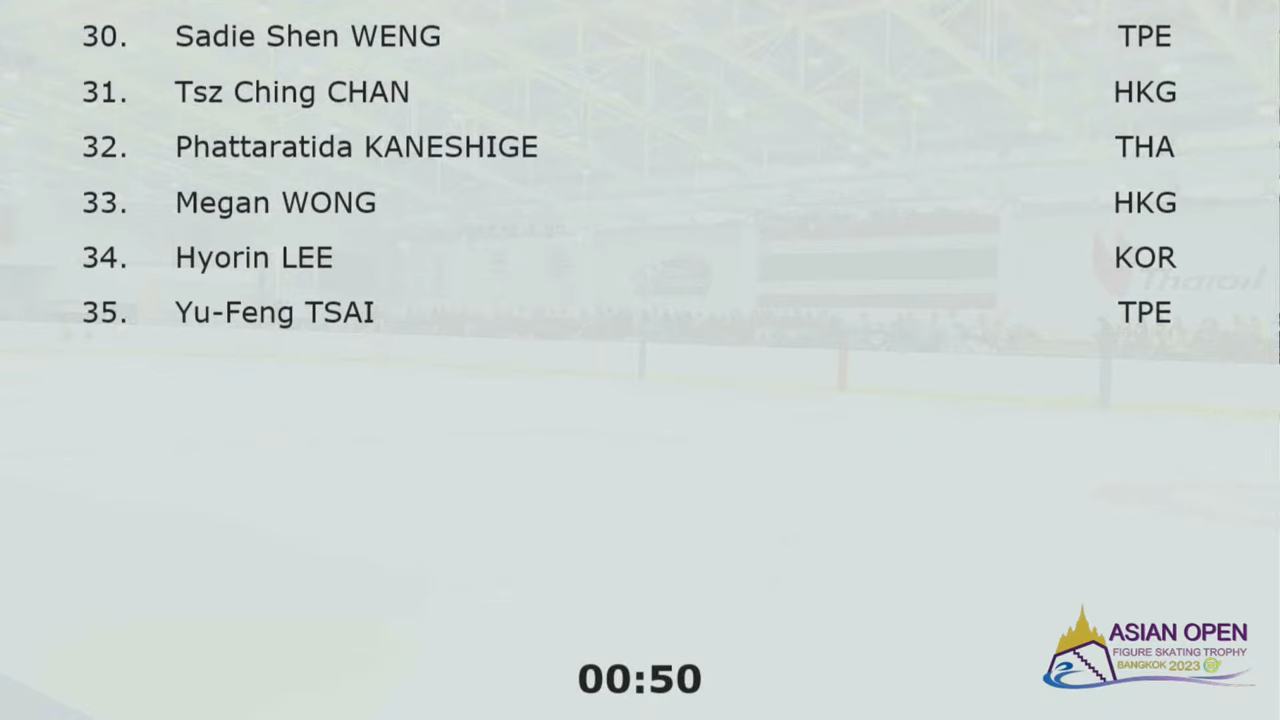 30. Sadie Shen WENG TPE
31. Tsz Ching CHAN HKG
32. Phattaratida KANESHIGE THA
33. Megan WONG HKG
34. Hyorin LEE KOR
35. Yu-Feng TSAI TPE
Thaioil
00:50
ASIAN OPEN
FIGURE SKATING TROPHY
BANGKOK 2023